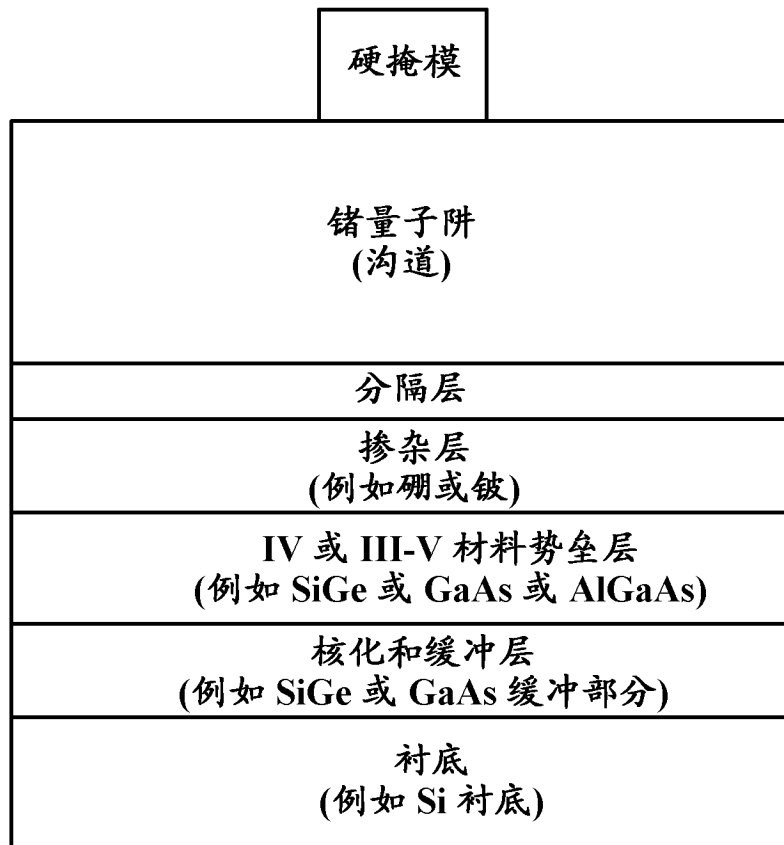 硬掩模
锗量子阱
(沟道)
分隔层
掺杂层
(例如硼或铍)
IV 或 III-V 材料势垒层
(例如 SiGe 或 GaAs 或 AlGaAs)
核化和缓冲层
(例如 SiGe 或 GaAs 缓冲部分)
衬底
(例如 Si 衬底)